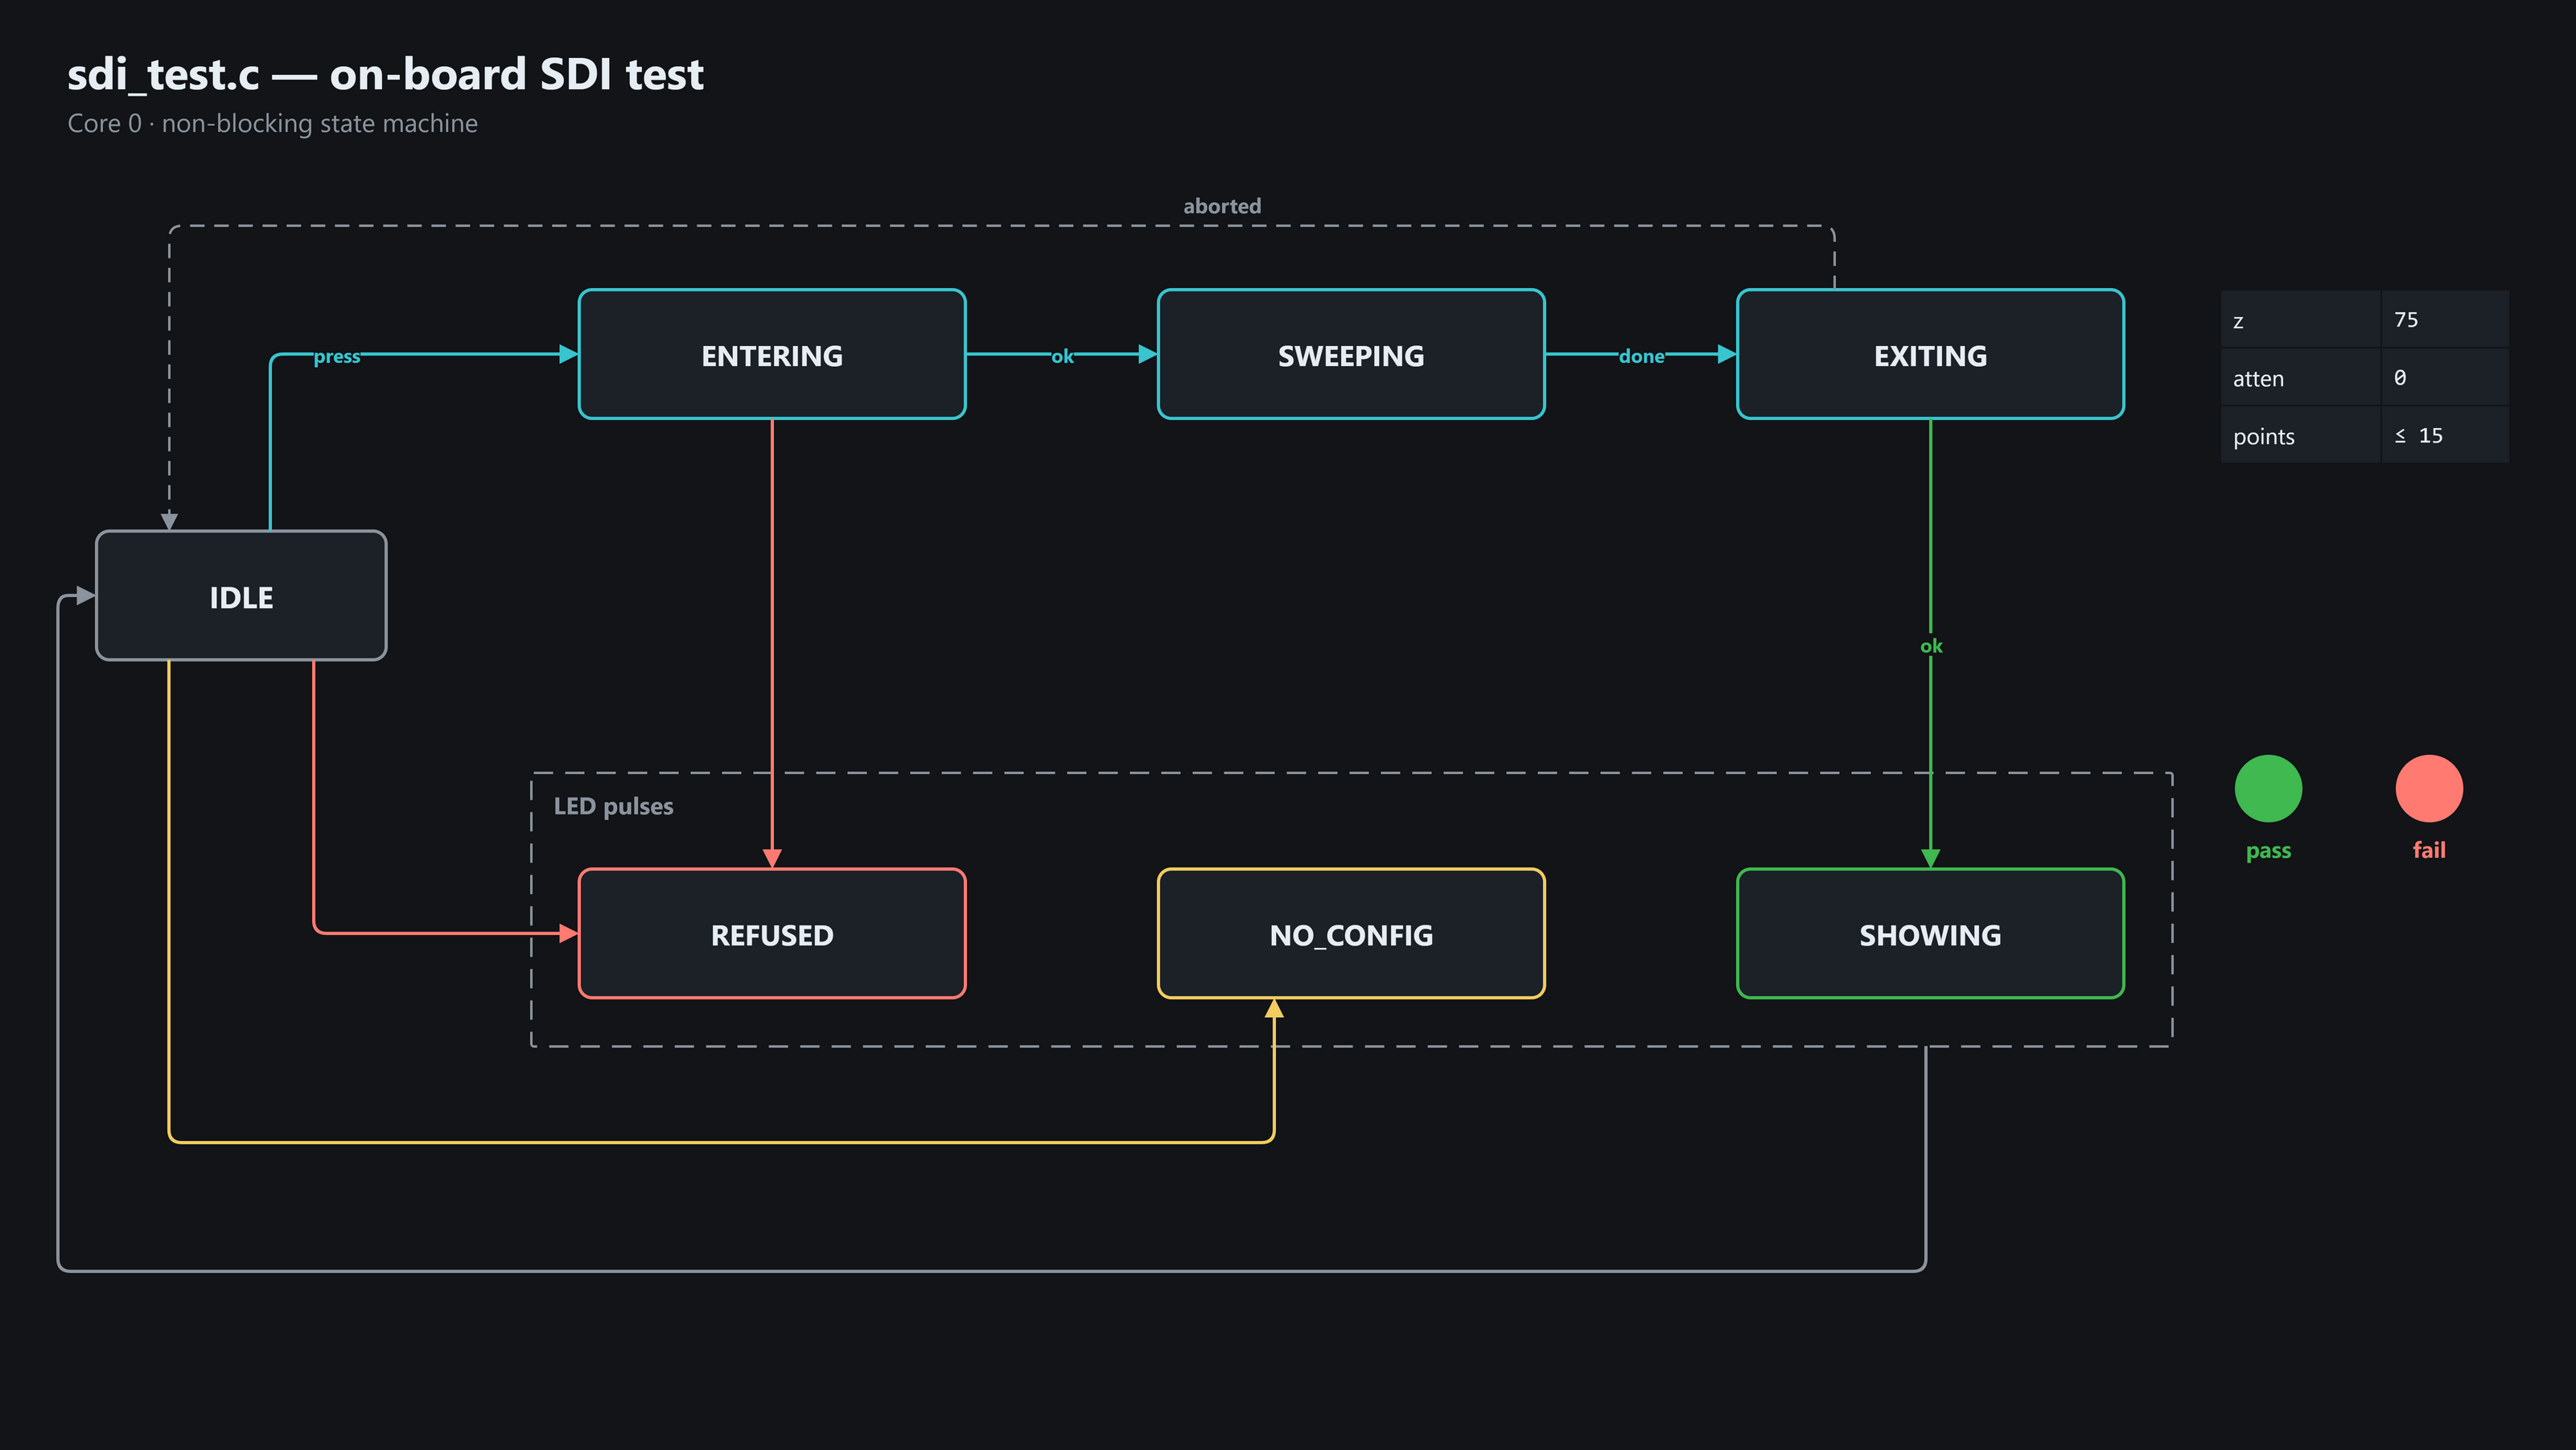 sdi_test.c — on-board SDI test
Core 0 · non-blocking state machine
aborted
press
ENTERING
ok
SWEEPING
done
EXITING
z 75
atten 0
points ≤ 15
IDLE
ok
LED pulses
REFUSED
NO_CONFIG
SHOWING
pass
fail